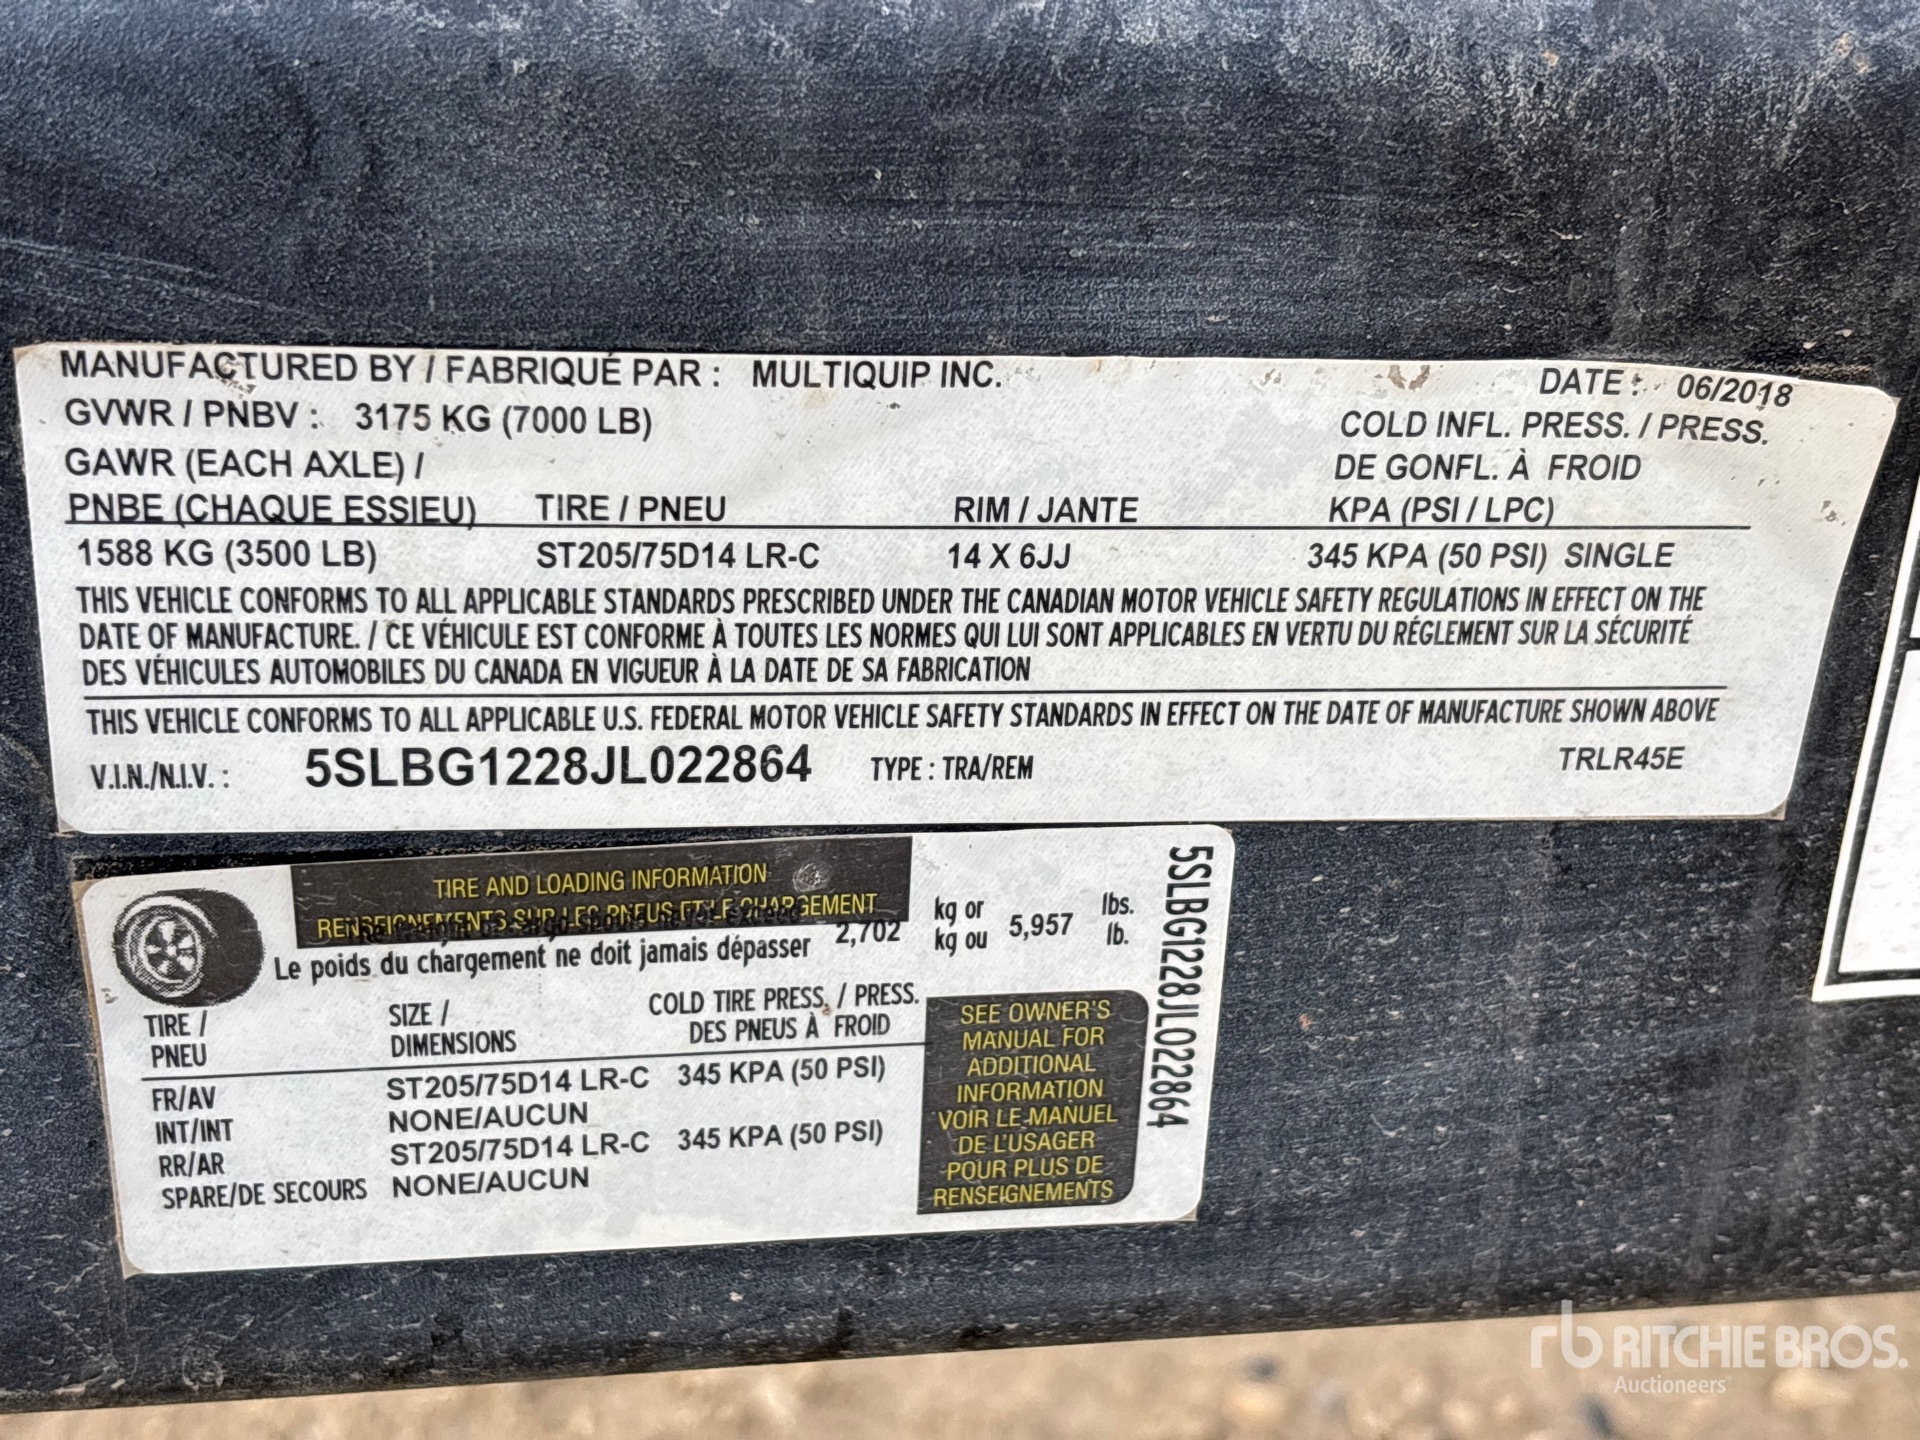 MANUFACTURED BY / FABRIQUÉ PAR : MULTIQUIP INC. DATE : 06/2018
GVWR / PNBV : 3175 KG (7000 LB) COLD INFL. PRESS. / PRESS.
GAWR (EACH AXLE) / DE GONFL. À FROID
PNBE (CHAQUE ESSIEU) TIRE / PNEU RIM / JANTE KPA (PSI / LPC)
1588 KG (3500 LB) ST205/75D14 LR-C 14 X 6JJ 345 KPA (50 PSI) SINGLE
THIS VEHICLE CONFORMS TO ALL APPLICABLE STANDARDS PRESCRIBED UNDER THE CANADIAN MOTOR VEHICLE SAFETY REGULATIONS IN EFFECT ON THE
DATE OF MANUFACTURE. / CE VÉHICULE EST CONFORME À TOUTES LES NORMES QUI LUI SONT APPLICABLES EN VERTU DU RÉGLEMENT SUR LA SÉCURITÉ
DES VÉHICULES AUTOMOBILES DU CANADA EN VIGUEUR À LA DATE DE SA FABRICATION
THIS VEHICLE CONFORMS TO ALL APPLICABLE U.S. FEDERAL MOTOR VEHICLE SAFETY STANDARDS IN EFFECT ON THE DATE OF MANUFACTURE SHOWN ABOVE
V.I.N./N.I.V. : 5SLBG1228JL022864 TYPE : TRA/REM TRLR45E
TIRE AND LOADING INFORMATION
RENSEIGNEMENTS SUR LES PNEUS ET LE CHARGEMENT
kg or lbs.
Le poids du chargement ne doit jamais dépasser 2,702 kg ou 5,957 lb.
TIRE / SIZE / COLD TIRE PRESS. / PRESS.
PNEU DIMENSIONS DES PNEUS À FROID
FR/AV ST205/75D14 LR-C 345 KPA (50 PSI)
INT/INT NONE/AUCUN
RR/AR ST205/75D14 LR-C 345 KPA (50 PSI)
SPARE/DE SECOURS NONE/AUCUN
SEE OWNER'S
MANUAL FOR
ADDITIONAL
INFORMATION
VOIR LE MANUEL
DE L'USAGER
POUR PLUS DE
RENSEIGNEMENTS
5SLBG1228JL022864
rb RITCHIE BROS.
Auctioneers